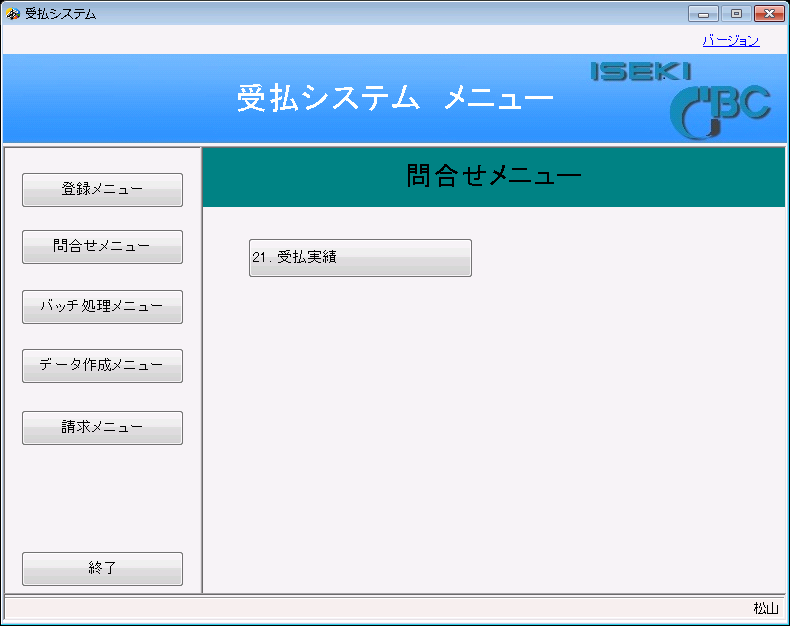 受払システム
バージョン
受払システム　メニュー
ISEKI
CJBC
問合せメニュー
登録メニュー
問合せメニュー
バッチ処理メニュー
データ作成メニュー
請求メニュー
終了
21. 受払実績
松山